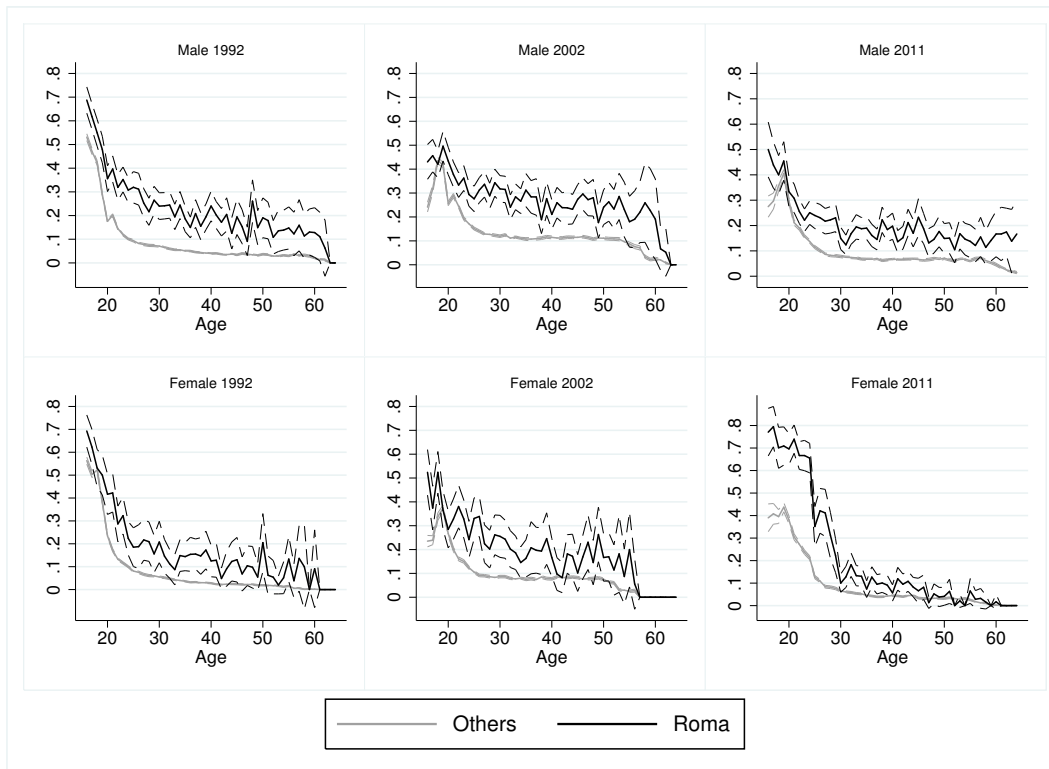 Male 1992
Male 2002
Male 2011
0 .1 .2 .3 .4 .5 .6 .7 .8
0 .1 .2 .3 .4 .5 .6 .7 .8
0 .1 .2 .3 .4 .5 .6 .7 .8
20 30 40 50 60
20 30 40 50 60
20 30 40 50 60
Age
Age
Age
Female 1992
Female 2002
Female 2011
0 .1 .2 .3 .4 .5 .6 .7 .8
0 .1 .2 .3 .4 .5 .6 .7 .8
0 .1 .2 .3 .4 .5 .6 .7 .8
20 30 40 50 60
20 30 40 50 60
20 30 40 50 60
Age
Age
Age
Others
Roma